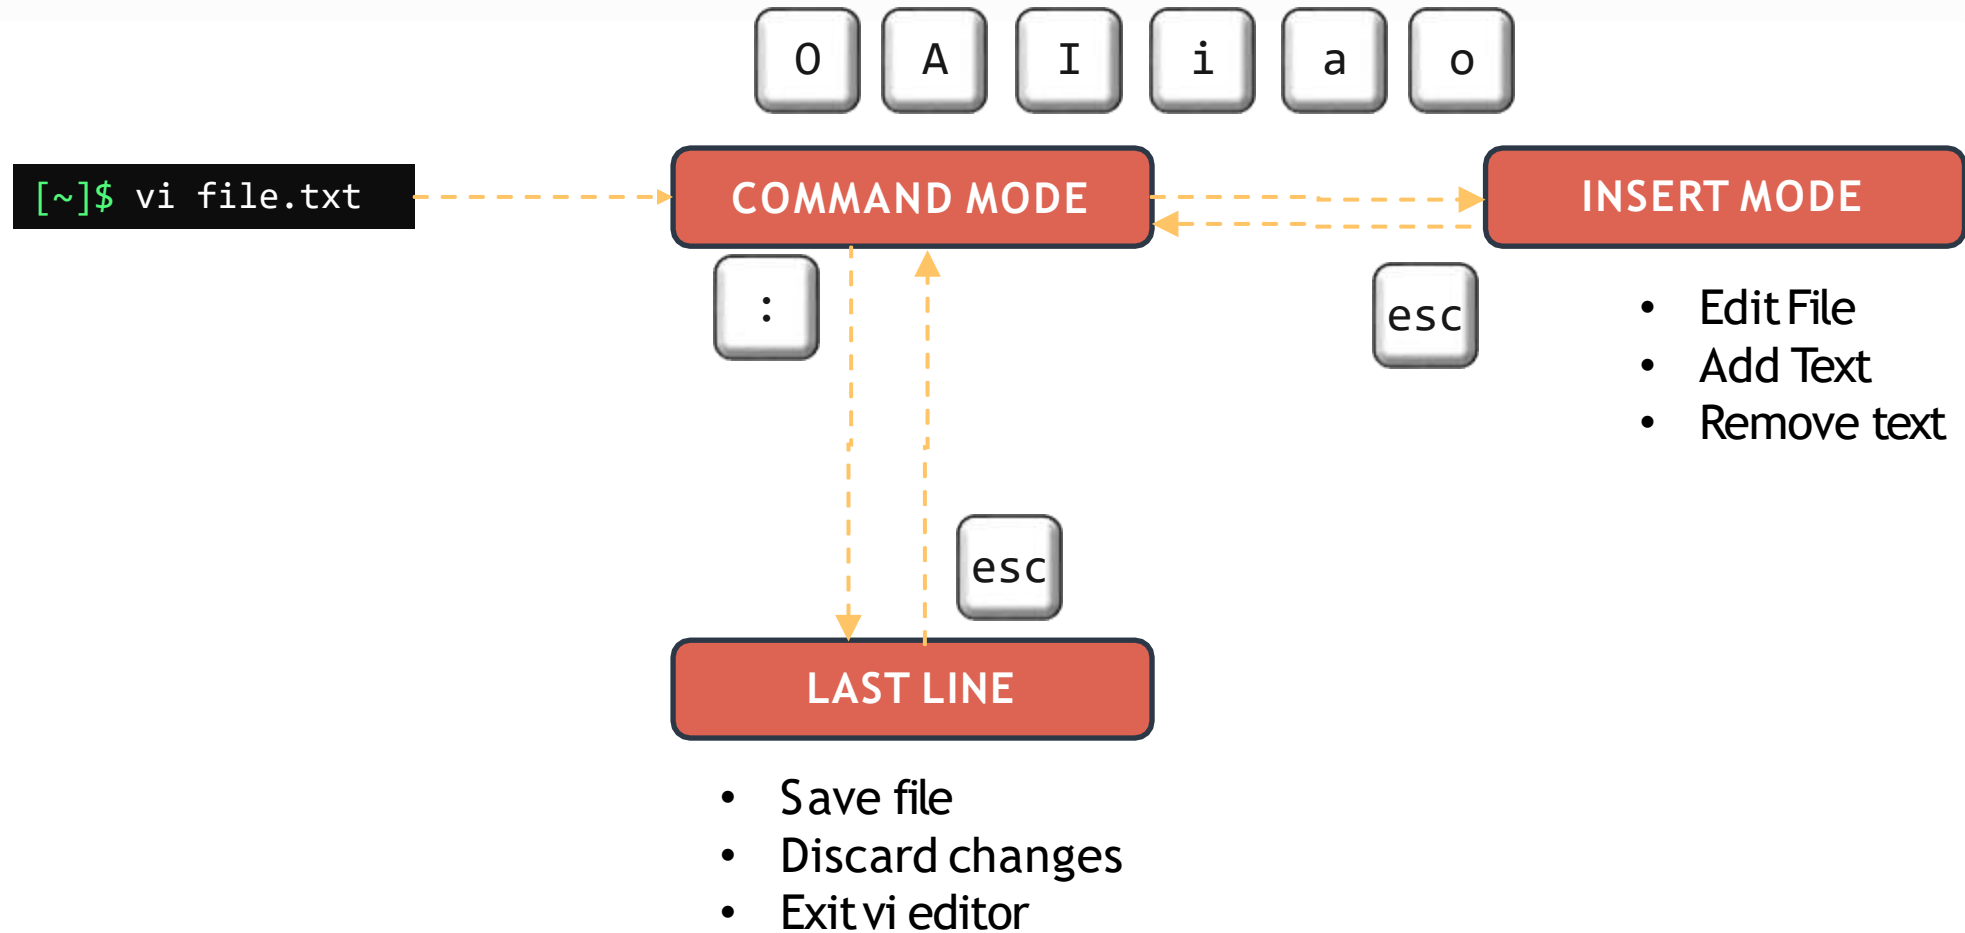 O A I i a o
[~]$ vi file.txt
COMMAND MODE
INSERT MODE
:
esc
• Edit File
• Add Text
• Remove text
esc
LAST LINE
• Save file
• Discard changes
• Exit vi editor